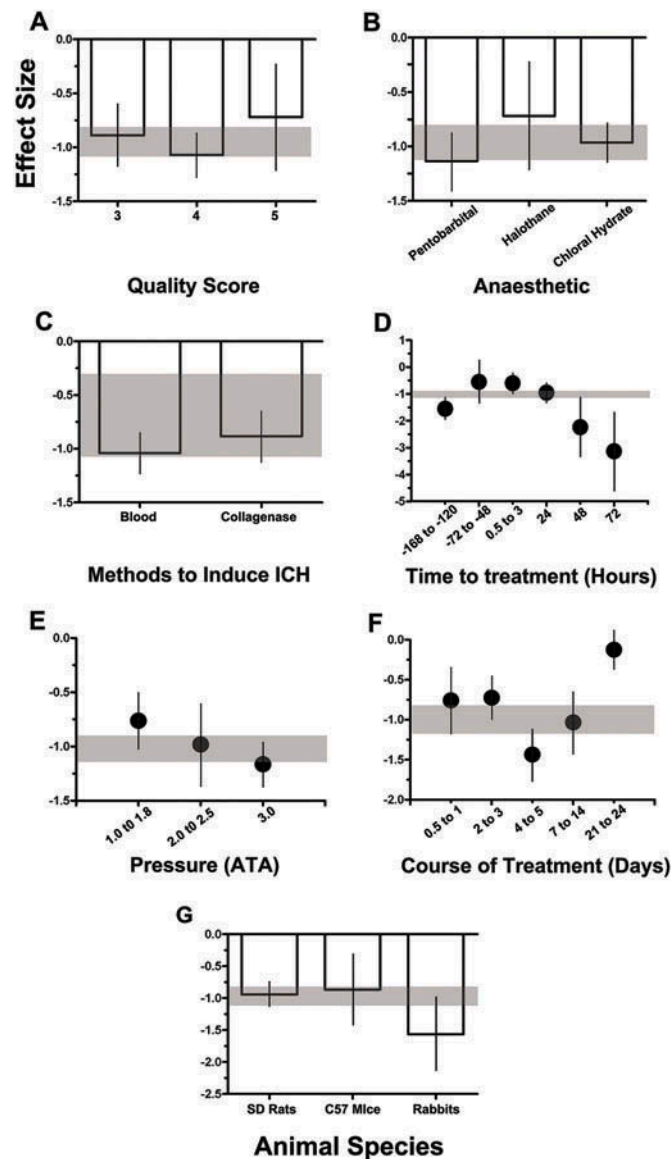 A
0.0
-0.5
-1.0
-1.5
Effect Size
3 4 5
Quality Score
B
0.0
-0.5
-1.0
-1.5
Pentobarbital Halothane Chloral Hydrate
Anaesthetic
C
0.0
-0.5
-1.0
-1.5
Blood Collagenase
Methods to Induce ICH
D
1
0
-1
-2
-3
-4
-5
-168 to -120 -72 to -48 0.5 to 3 24 48 72
Time to treatment (Hours)
E
0.0
-0.5
-1.0
-1.5
1.0 t0 1.8 2.0 t0 2.5 3.0
Pressure (ATA)
F
0.0
-0.5
-1.0
-1.5
-2.0
0.5 to 1 2 to 3 4 to 5 7 to 14 21 to 24
Course of Treatment (Days)
G
0.0
-0.5
-1.0
-1.5
-2.0
-2.5
SD Rats C57 MIce Rabbits
Animal Species